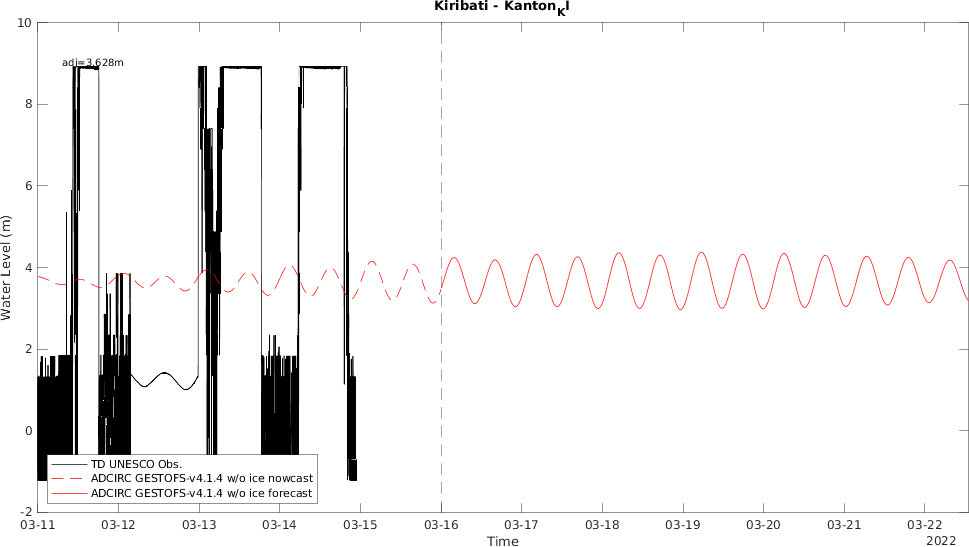 Kiribati - Kanton_KI
adj=3.628m
Water Level (m)
10
8
6
4
2
0
-2
TD UNESCO Obs.
ADCIRC GESTOFS-v4.1.4 w/o ice nowcast
ADCIRC GESTOFS-v4.1.4 w/o ice forecast
03-11 03-12 03-13 03-14 03-15 03-16 03-17 03-18 03-19 03-20 03-21 03-22
Time
2022